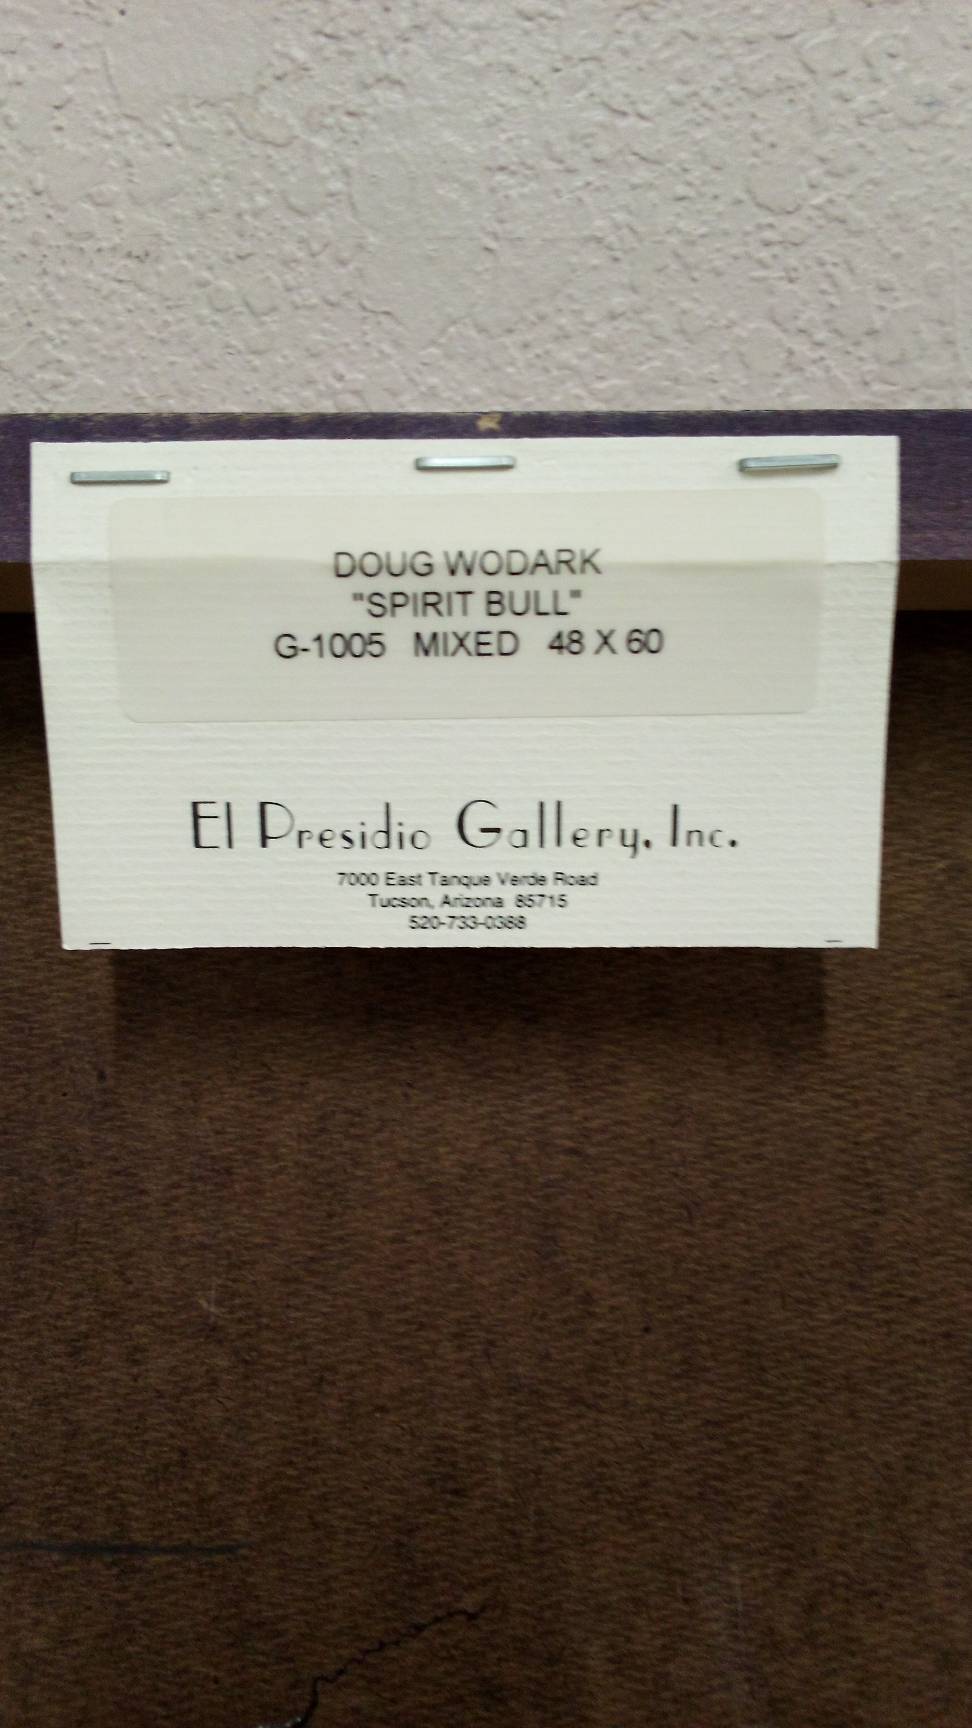 DOUG WODARK
"SPIRIT BULL"
G-1005 MIXED 48 X 60
El Presidio Gallery, Inc.
7000 East Tanque Verde Road
Tucson, Arizona 85715
520-733-0388